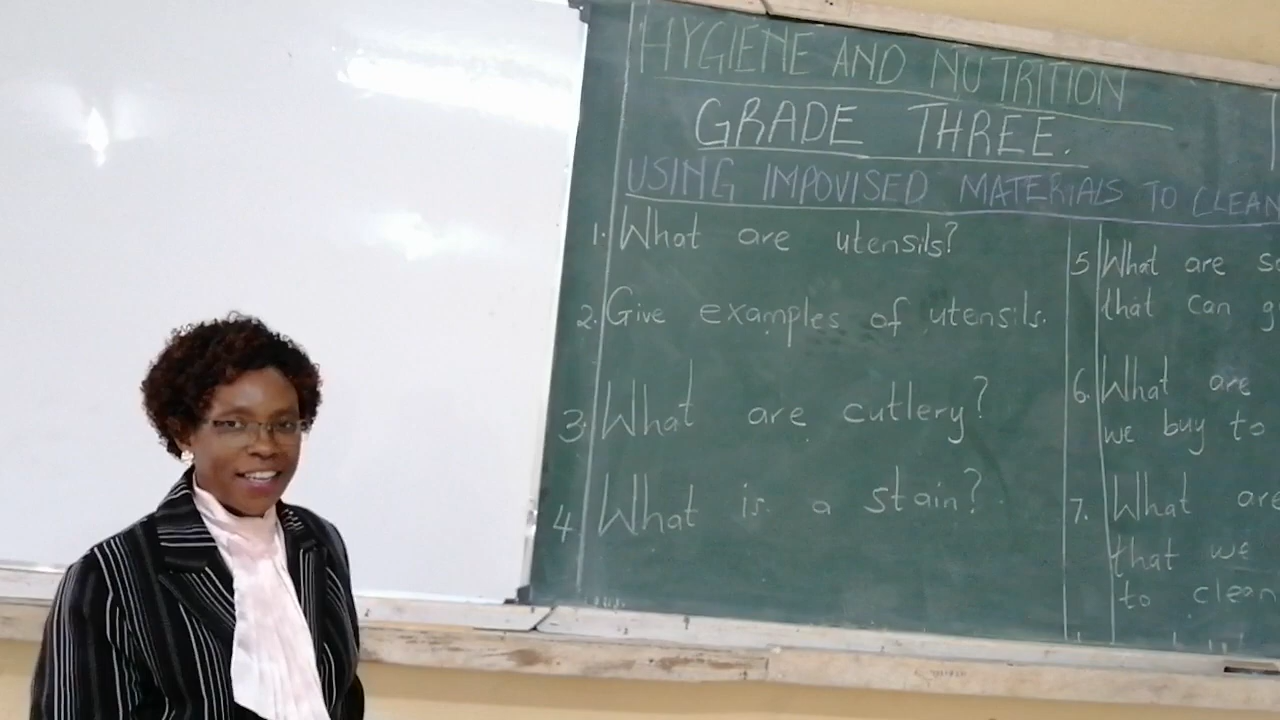 HYGIENE AND NUTRITION
GRADE THREE.
USING IMPOVISED MATERIALS TO CLEAN
1. What are utensils?
2. Give examples of utensils.
3. What are cutlery?
4 What is a stain?
5 What are
that can
6. What are
we buy to
7. What are
that we
to clean